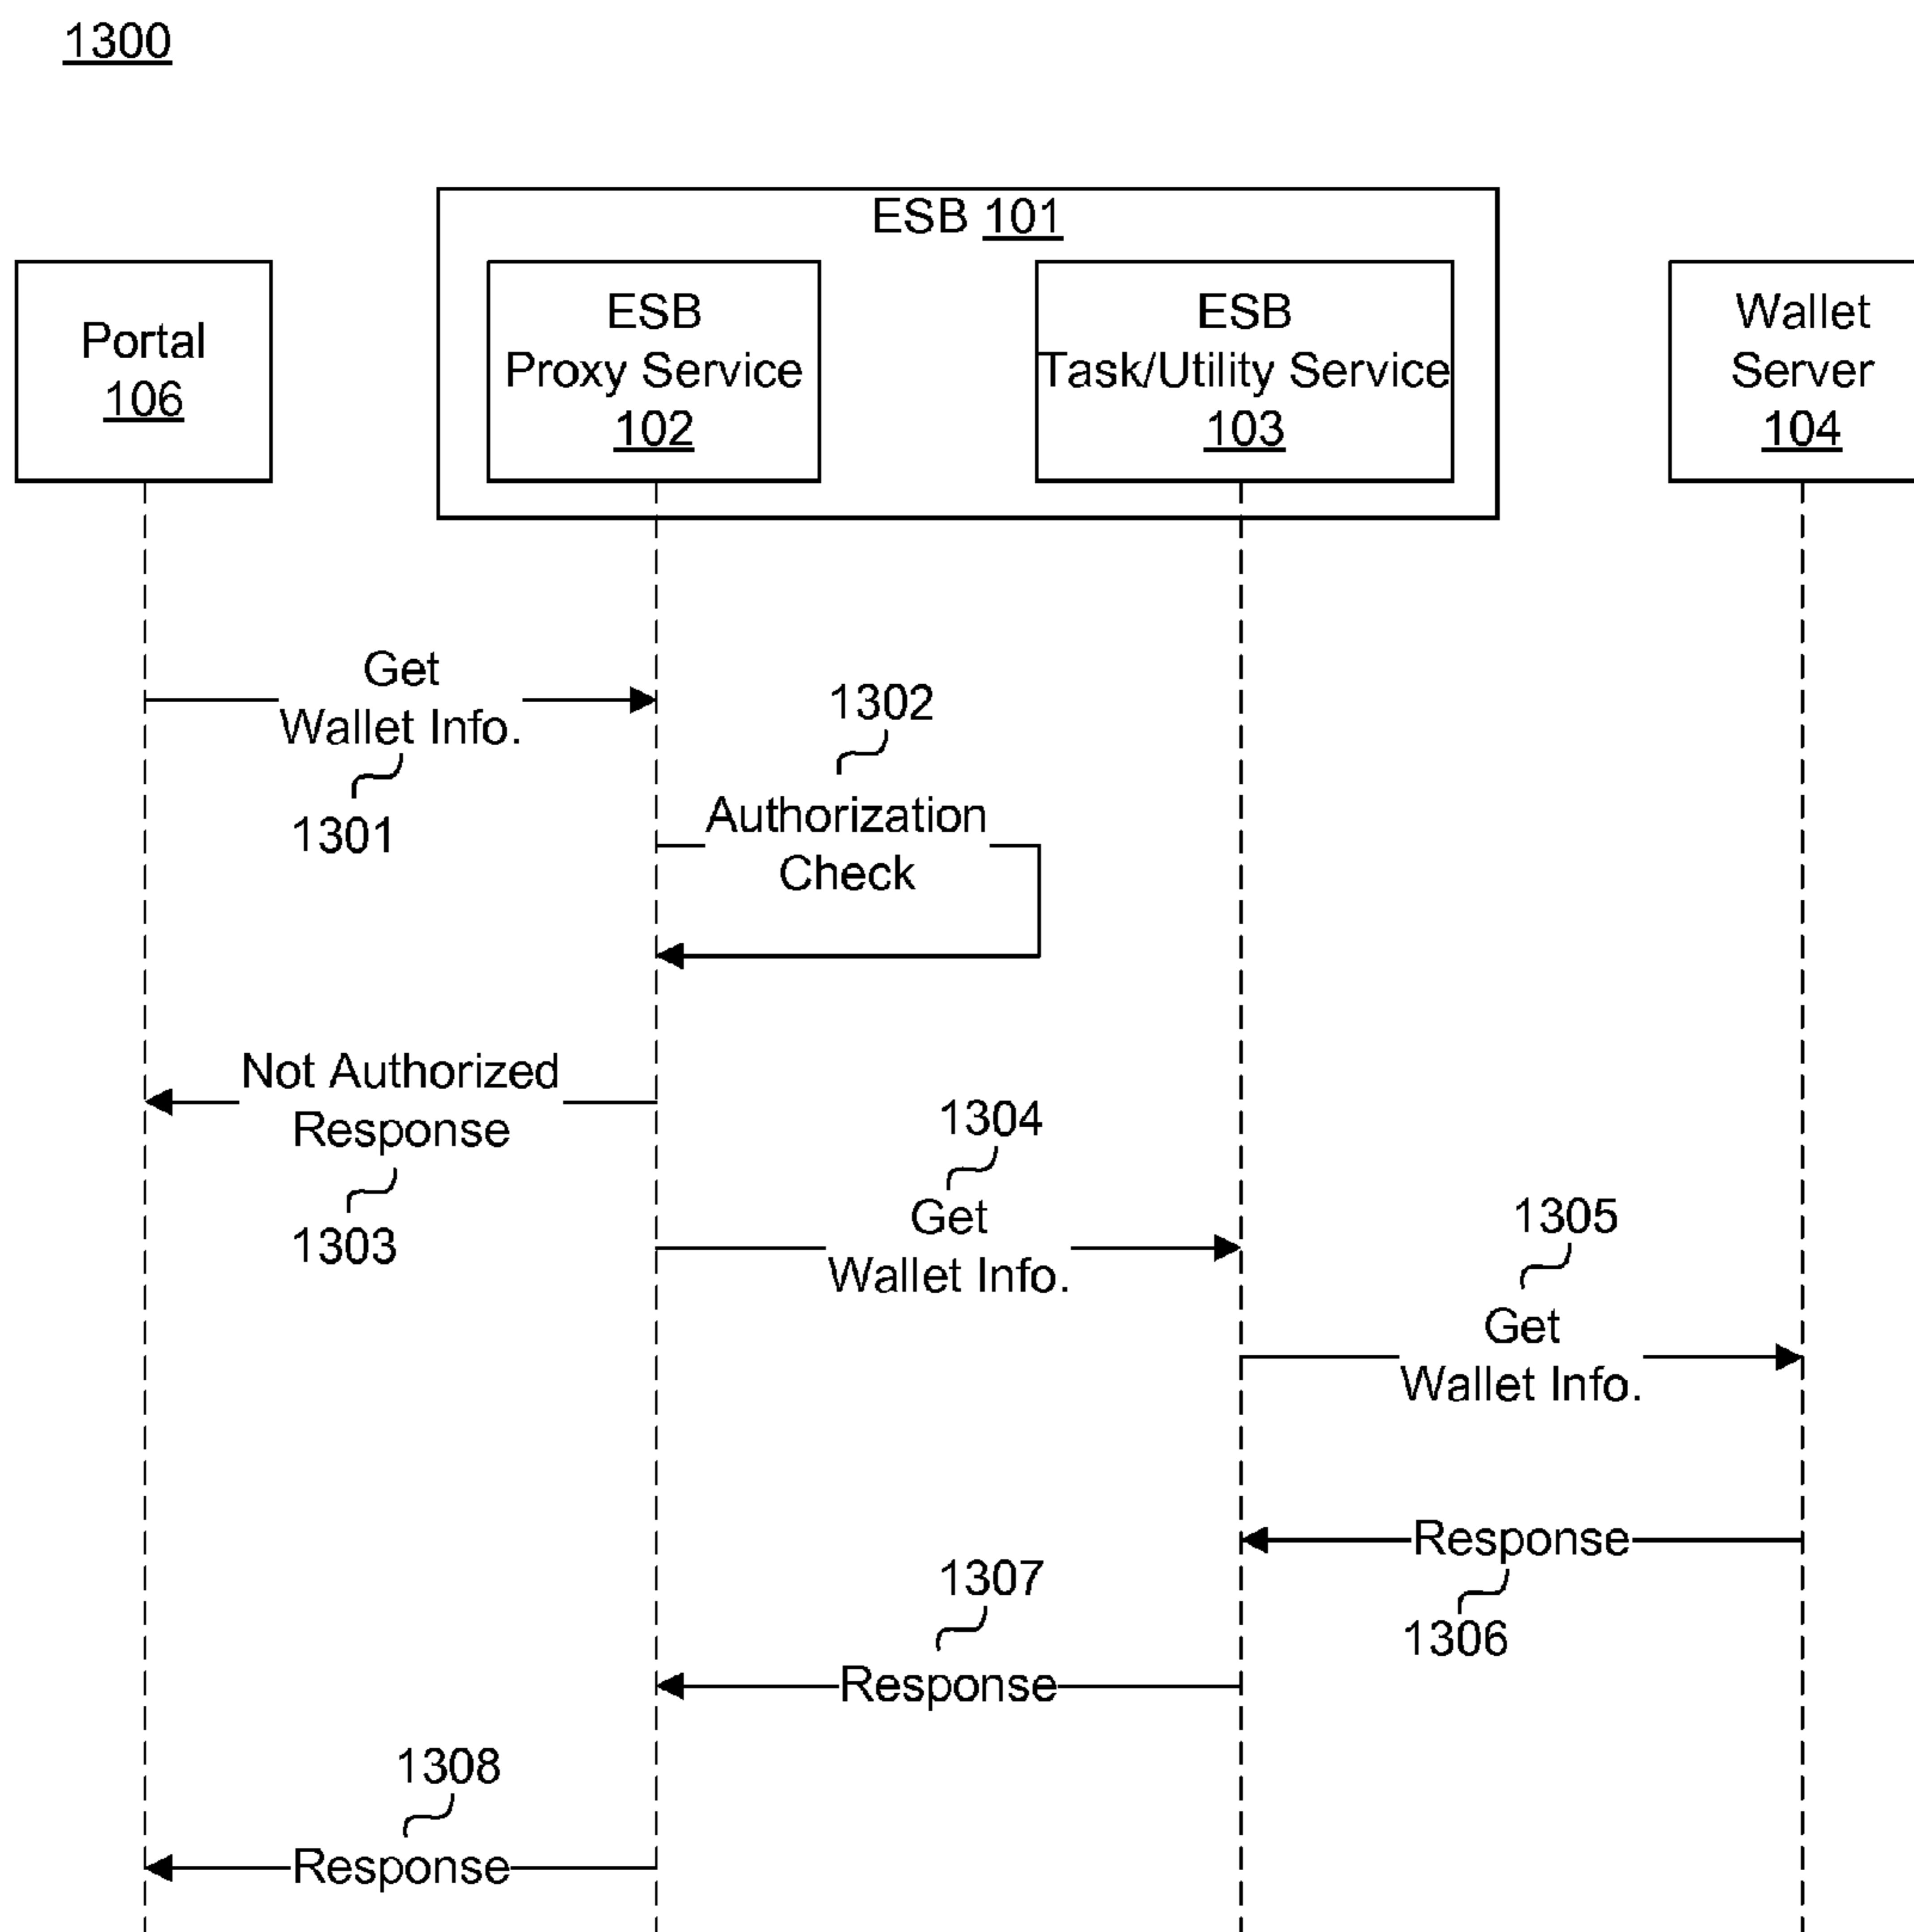 1300
ESB 101
Portal
106
ESB
Proxy Service
102
ESB
Task/Utility Service
103
Wallet
Server
104
Get
Wallet Info.
1301
1302
Authorization
Check
Not Authorized
Response
1303
1304
Get
Wallet Info.
1305
Get
Wallet Info.
Response
1306
1307
Response
1308
Response